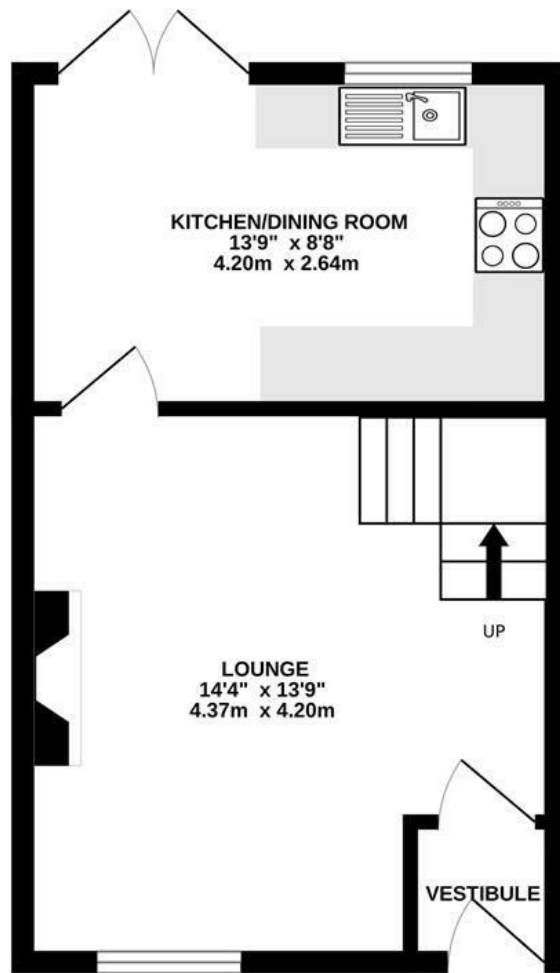 KITCHEN/DINING ROOM
13'9" x 8'8"
4.20m x 2.64m
UP
LOUNGE
14'4" x 13'9"
4.37m x 4.20m
VESTIBULE